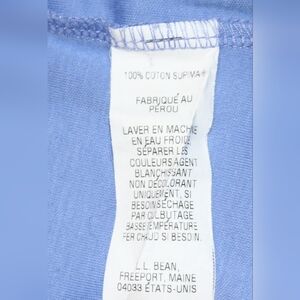 100% COTON SUPIMA®
FABRIQUÉ AU
PÉROU
LAVER EN MACHINE
EN EAU FROIDE
SÉPARER LES
COULEURS AGENT
BLANCHISSANT
NON DÉCOLORANT
UNIQUEMENT, SI
BESOIN SÉCHAGE
PAR CULBUTAGE
BASSE TEMPÉRATURE
FER CHAUD SI BESOIN.
L.L. BEAN,
FREEPORT, MAINE
04033 ÉTATS-UNIS